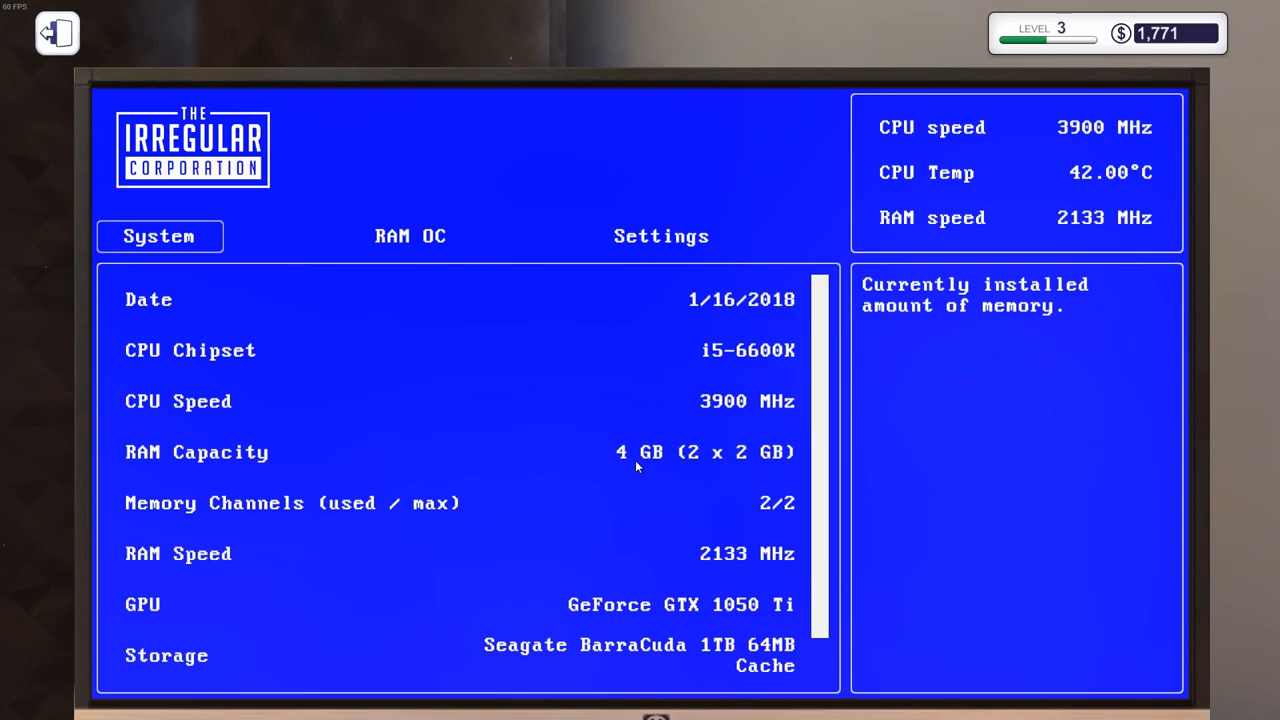 60 FPS
LEVEL 3
$ 1,771
THE
IRREGULAR
CORPORATION
CPU speed 3900 MHz
CPU Temp 42.00°C
RAM speed 2133 MHz
System RAM OC Settings
Date 1/16/2018
CPU Chipset i5-6600K
CPU Speed 3900 MHz
RAM Capacity 4 GB (2 x 2 GB)
Memory Channels (used / max) 2/2
RAM Speed 2133 MHz
GPU GeForce GTX 1050 Ti
Storage Seagate BarraCuda 1TB 64MB
Cache
Currently installed
amount of memory.